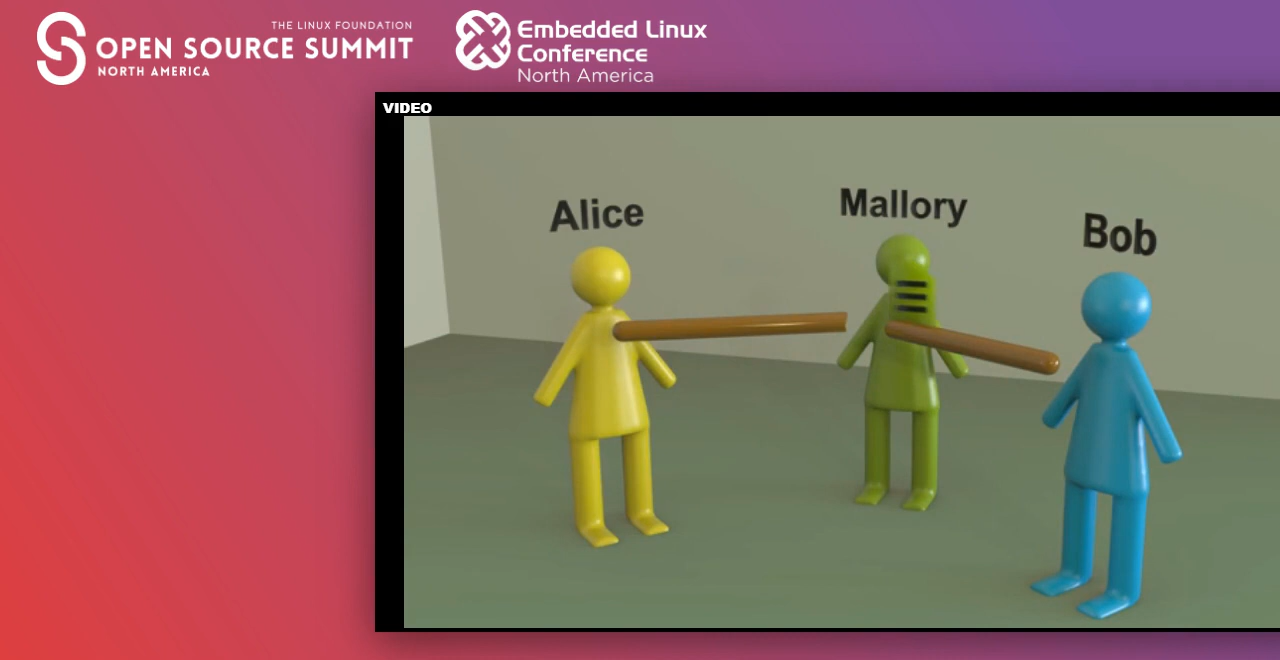 THE LINUX FOUNDATION
OPEN SOURCE SUMMIT
NORTH AMERICA
Embedded Linux
Conference
North America
VIDEO
Alice
Mallory
Bob